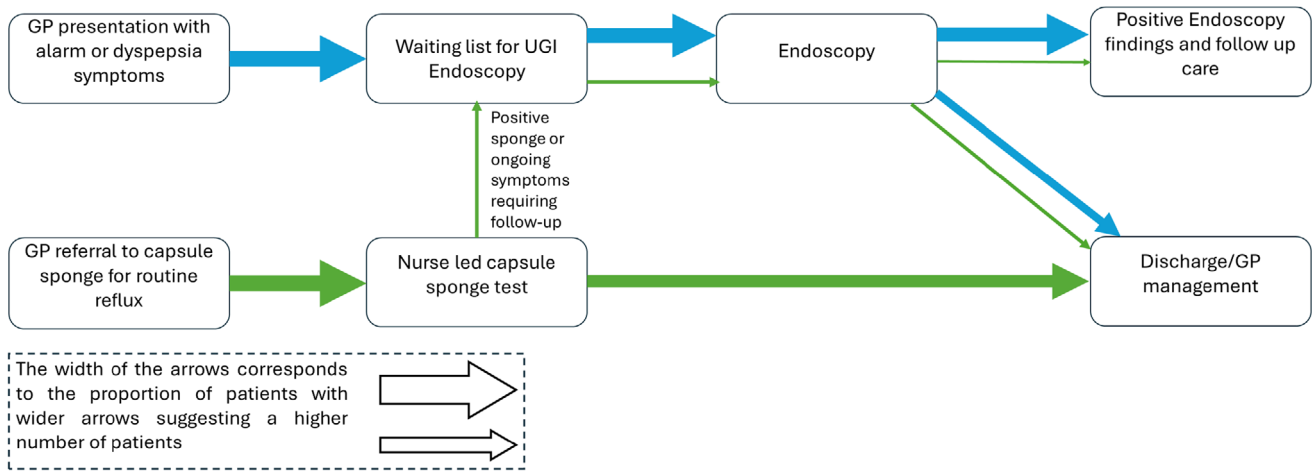 GP presentation with
alarm or dyspepsia
symptoms
Waiting list for UGI
Endoscopy
Endoscopy
Positive Endoscopy
findings and follow up
care
Positive
sponge or
ongoing
symptoms
requiring
follow-up
GP referral to capsule
sponge for routine
reflux
Nurse led capsule
sponge test
Discharge/GP
management
The width of the arrows corresponds
to the proportion of patients with
wider arrows suggesting a higher
number of patients